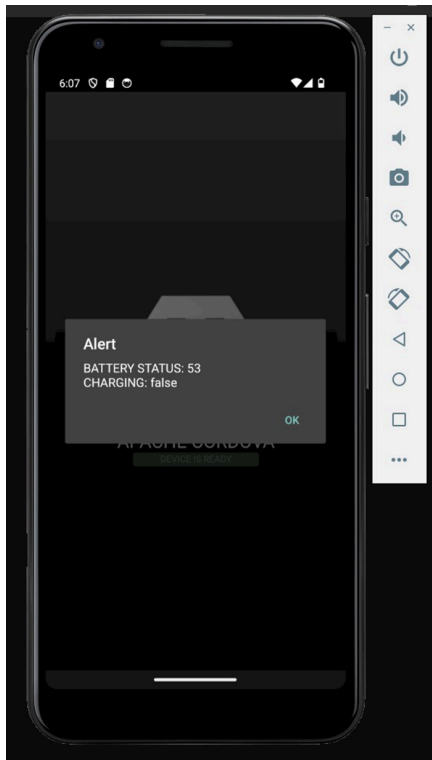 6:07
Alert
BATTERY STATUS: 53
CHARGING: false
OK
APACHE CORDOVA
DEVICE IS READY